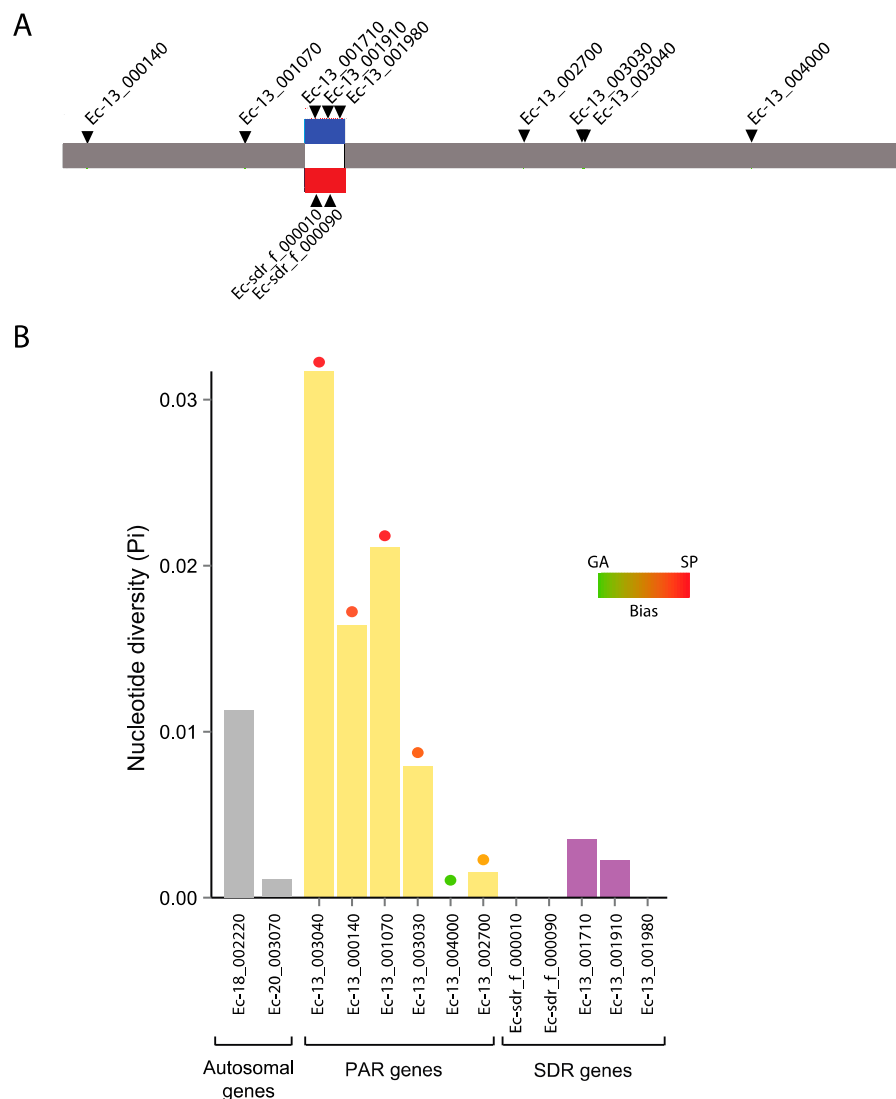 A
Ec-13_000140
Ec-13_001070
Ec-13_001710
Ec-13_001910
Ec-13_001980
Ec-13_002700
Ec-13_003030
Ec-13_003040
Ec-13_004000
Ec-sdr_f_000010
Ec-sdr_f_000090
B
Nucleotide diversity (Pi)
0.03
0.02
0.01
0.00
GA SP
Bias
Ec-18_002220
Ec-20_003070
Ec-13_003040
Ec-13_000140
Ec-13_001070
Ec-13_003030
Ec-13_004000
Ec-13_002700
Ec-sdr_f_000010
Ec-sdr_f_000090
Ec-13_001710
Ec-13_001910
Ec-13_001980
Autosomal
genes
PAR genes
SDR genes